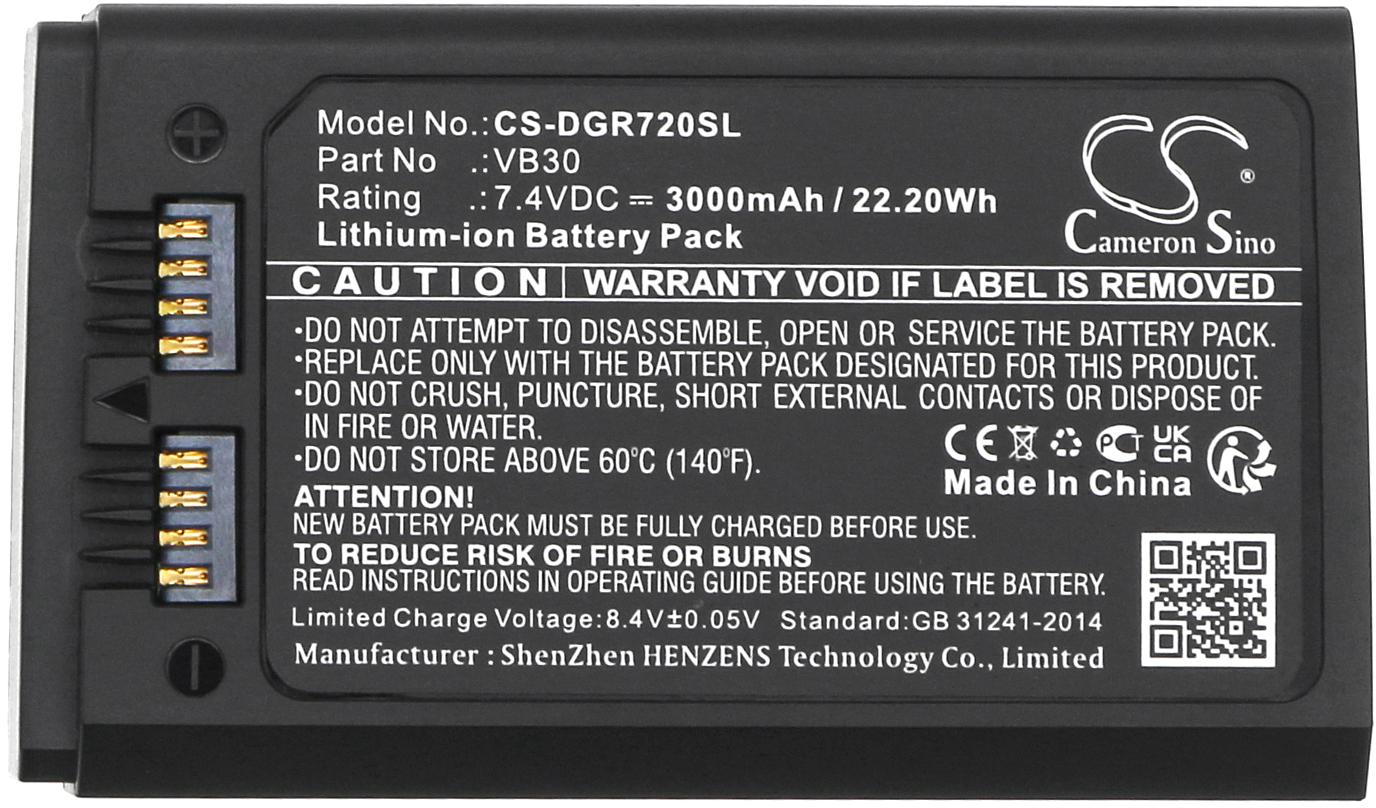 Model No.:CS-DGR720SL
Part No .:VB30
Rating .:7.4VDC ⎓ 3000mAh / 22.20Wh
Lithium-ion Battery Pack
CS ®
Cameron Sino
CAUTION | WARRANTY VOID IF LABEL IS REMOVED
•DO NOT ATTEMPT TO DISASSEMBLE, OPEN OR SERVICE THE BATTERY PACK.
•REPLACE ONLY WITH THE BATTERY PACK DESIGNATED FOR THIS PRODUCT.
•DO NOT CRUSH, PUNCTURE, SHORT EXTERNAL CONTACTS OR DISPOSE OF
IN FIRE OR WATER.
•DO NOT STORE ABOVE 60°C (140°F).
CE PCT UK CA
Made In China
ATTENTION!
NEW BATTERY PACK MUST BE FULLY CHARGED BEFORE USE.
TO REDUCE RISK OF FIRE OR BURNS
READ INSTRUCTIONS IN OPERATING GUIDE BEFORE USING THE BATTERY.
Limited Charge Voltage:8.4V±0.05V Standard:GB 31241-2014
Manufacturer : ShenZhen HENZENS Technology Co., Limited